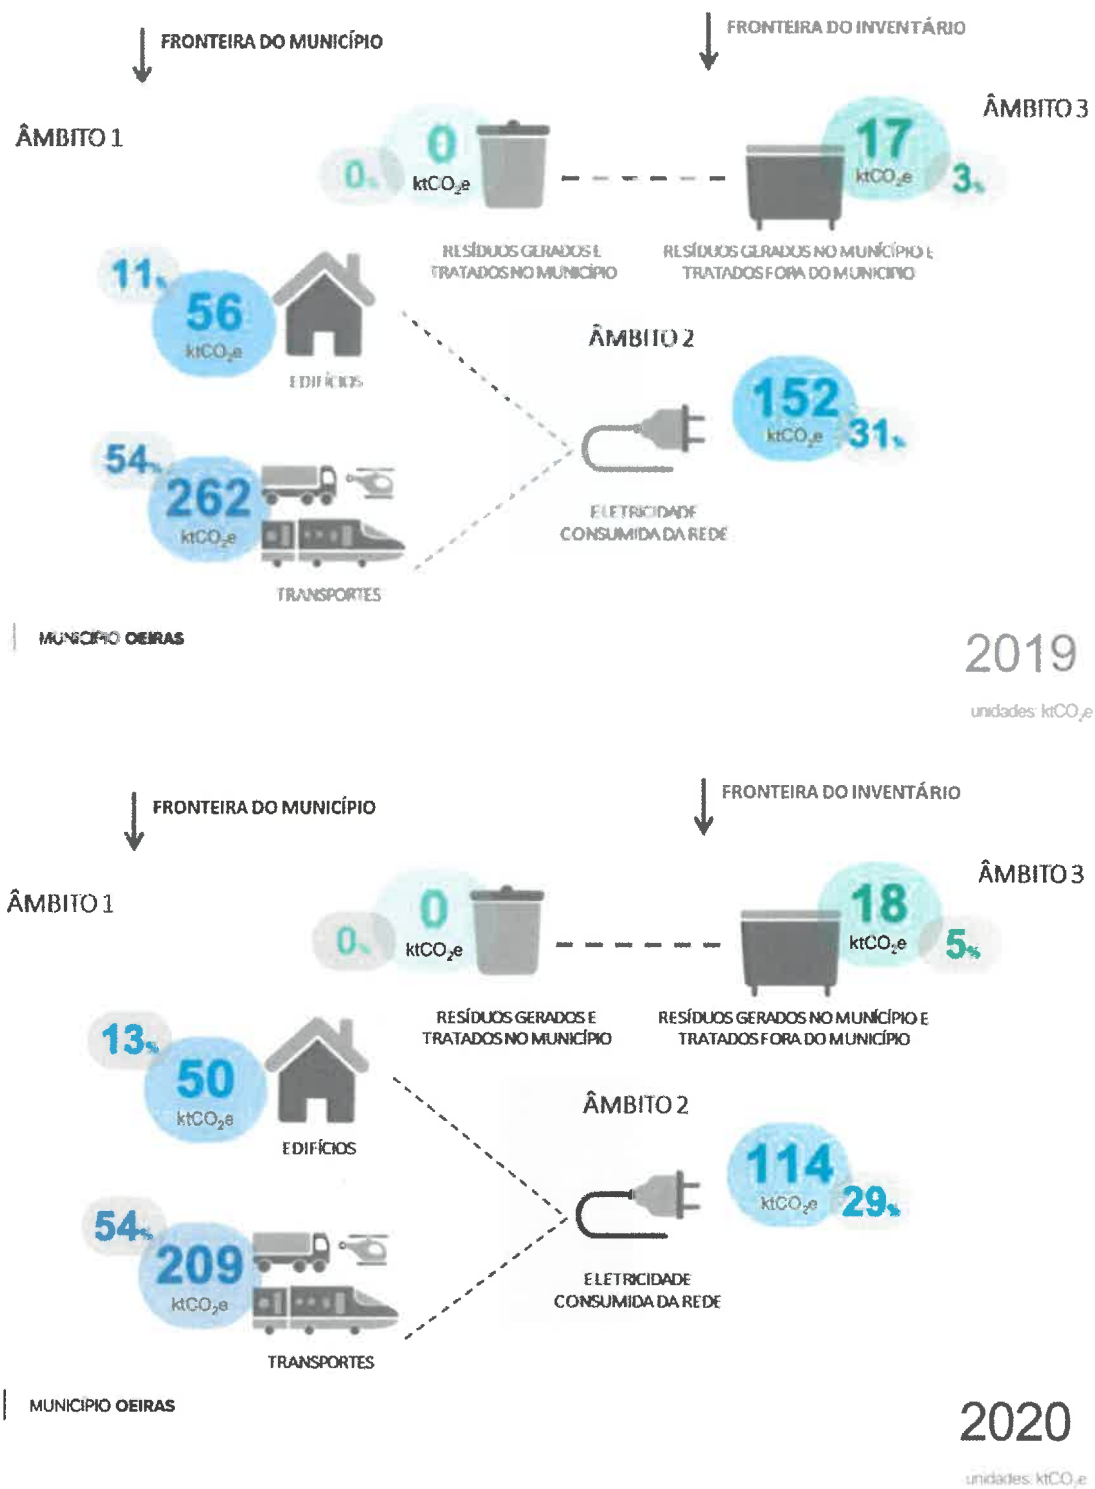 FRONTEIRA DO MUNICÍPIO
FRONTEIRA DO INVENTÁRIO
ÂMBITO 1
ÂMBITO 3
0%
0
ktCO₂e
17
ktCO₂e
3%
RESÍDUOS GERADOS E
TRATADOS NO MUNICÍPIO
RESÍDUOS GERADOS NO MUNICÍPIO E
TRATADOS FORA DO MUNICIPIO
11%
56
ktCO₂e
EDIFÍCIOS
ÂMBITO 2
152
ktCO₂e
31%
54%
262
ktCO₂e
TRANSPORTES
ELETRICIDADE
CONSUMIDA DA REDE
MUNICÍPIO OEIRAS
2019
unidades: ktCO₂e
FRONTEIRA DO MUNICÍPIO
FRONTEIRA DO INVENTÁRIO
ÂMBITO 1
ÂMBITO 3
0%
0
ktCO₂e
18
ktCO₂e
5%
RESÍDUOS GERADOS E
TRATADOS NO MUNICÍPIO
RESÍDUOS GERADOS NO MUNICÍPIO E
TRATADOS FORA DO MUNICÍPIO
13%
50
ktCO₂e
EDIFÍCIOS
ÂMBITO 2
114
ktCO₂e
29%
54%
209
ktCO₂e
TRANSPORTES
ELETRICIDADE
CONSUMIDA DA REDE
MUNICÍPIO OEIRAS
2020
unidades: ktCO₂e